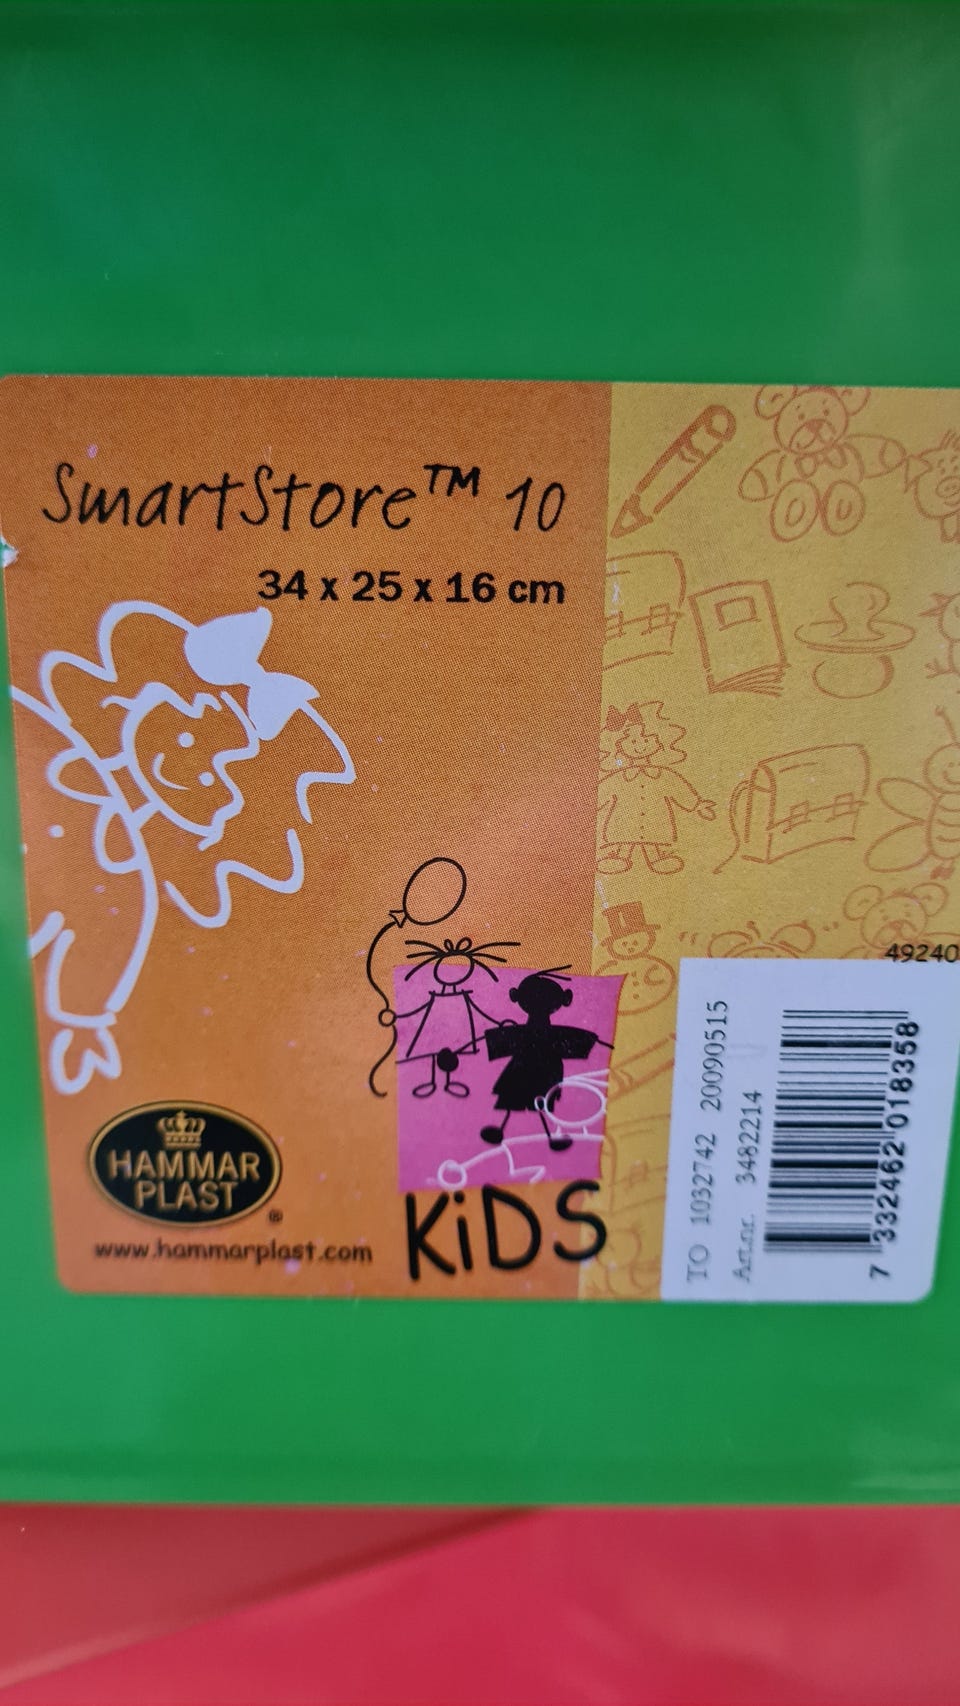 SmartStore™ 10
34 x 25 x 16 cm
HAMMAR
PLAST
®
www.hammarplast.com
KiDS
49240
TO 1032742 20090515
Art.nr. 3482214
7 332462 018358